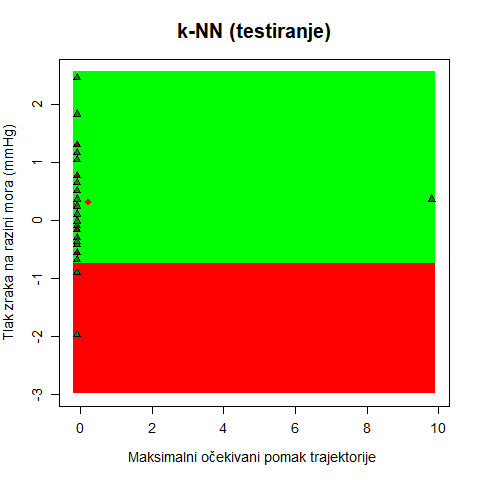 k-NN (testiranje)
Tlak zraka na razini mora (mmHg)
2
1
0
-1
-2
-3
0 2 4 6 8 10
Maksimalni očekivani pomak trajektorije